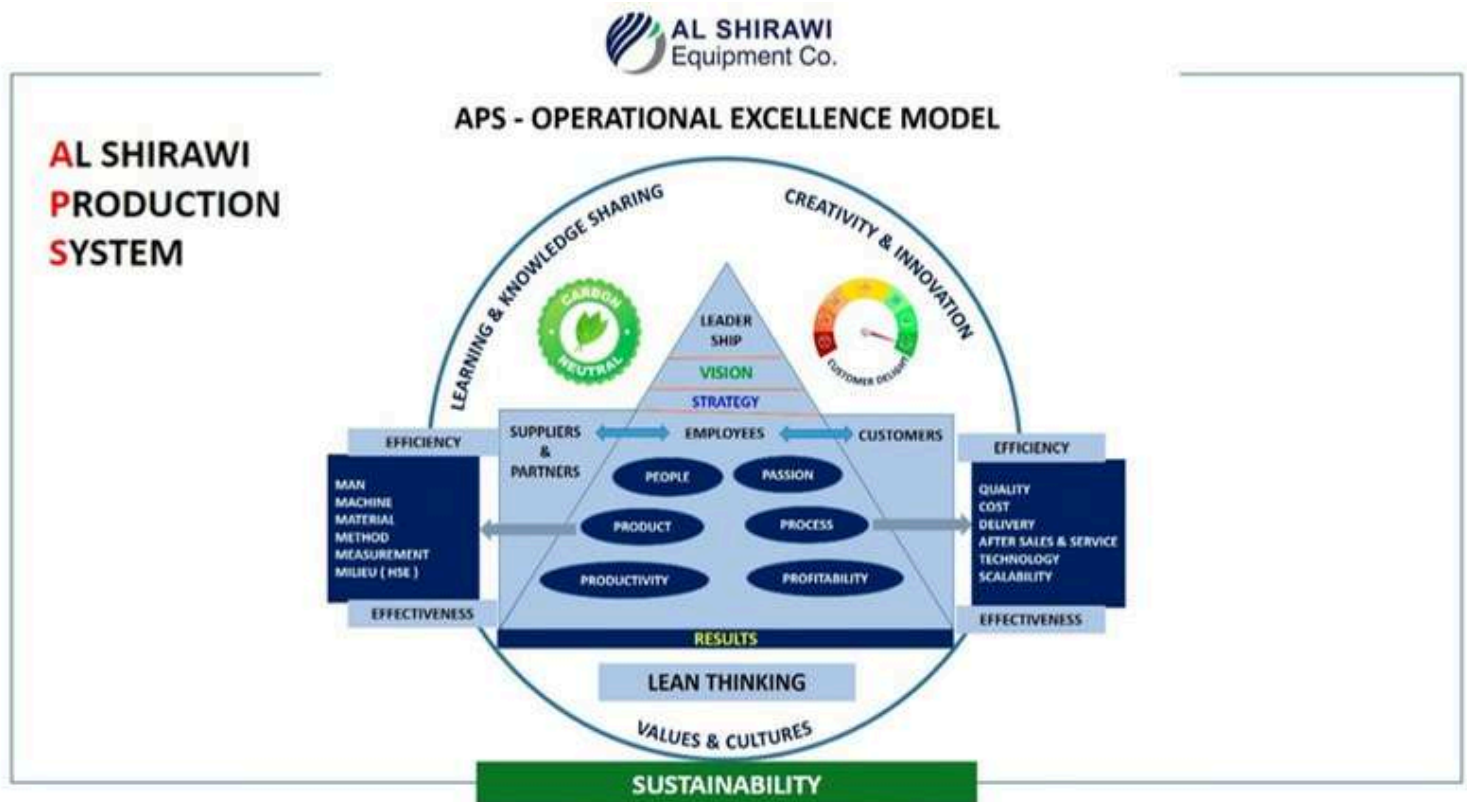 AL SHIRAWI
Equipment Co.
APS - OPERATIONAL EXCELLENCE MODEL
AL SHIRAWI
PRODUCTION
SYSTEM
LEARNING & KNOWLEDGE SHARING
CREATIVITY & INNOVATION
CARBON
NEUTRAL
CUSTOMER DELIGHT
LEADER
SHIP
VISION
STRATEGY
SUPPLIERS
&
PARTNERS
EMPLOYEES
CUSTOMERS
PEOPLE
PASSION
PRODUCT
PROCESS
PRODUCTIVITY
PROFITABILITY
RESULTS
EFFICIENCY
MAN
MACHINE
MATERIAL
METHOD
MEASUREMENT
MILIEU ( HSE )
EFFECTIVENESS
EFFICIENCY
QUALITY
COST
DELIVERY
AFTER SALES & SERVICE
TECHNOLOGY
SCALABILITY
EFFECTIVENESS
LEAN THINKING
VALUES & CULTURES
SUSTAINABILITY